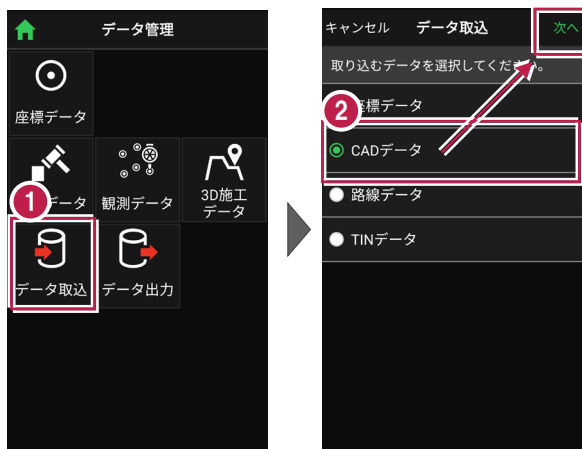 データ管理
座標データ
データ
観測データ
3D施工
データ
1
データ取込
データ出力
キャンセル
データ取込
次へ
取り込むデータを選択してください。
2
座標データ
CADデータ
路線データ
TINデータ